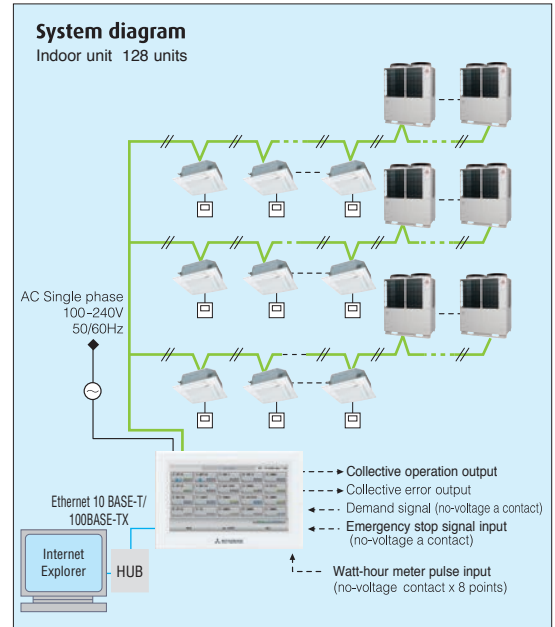 System diagram
Indoor unit 128 units
AC Single phase
100-240V
50/60Hz
Ethernet 10 BASE-T/
100BASE-TX
Internet
Explorer
HUB
Collective operation output
Collective error output
Demand signal (no-voltage a contact)
Emergency stop signal input
(no-voltage a contact)
Watt-hour meter pulse input
(no-voltage contact x 8 points)